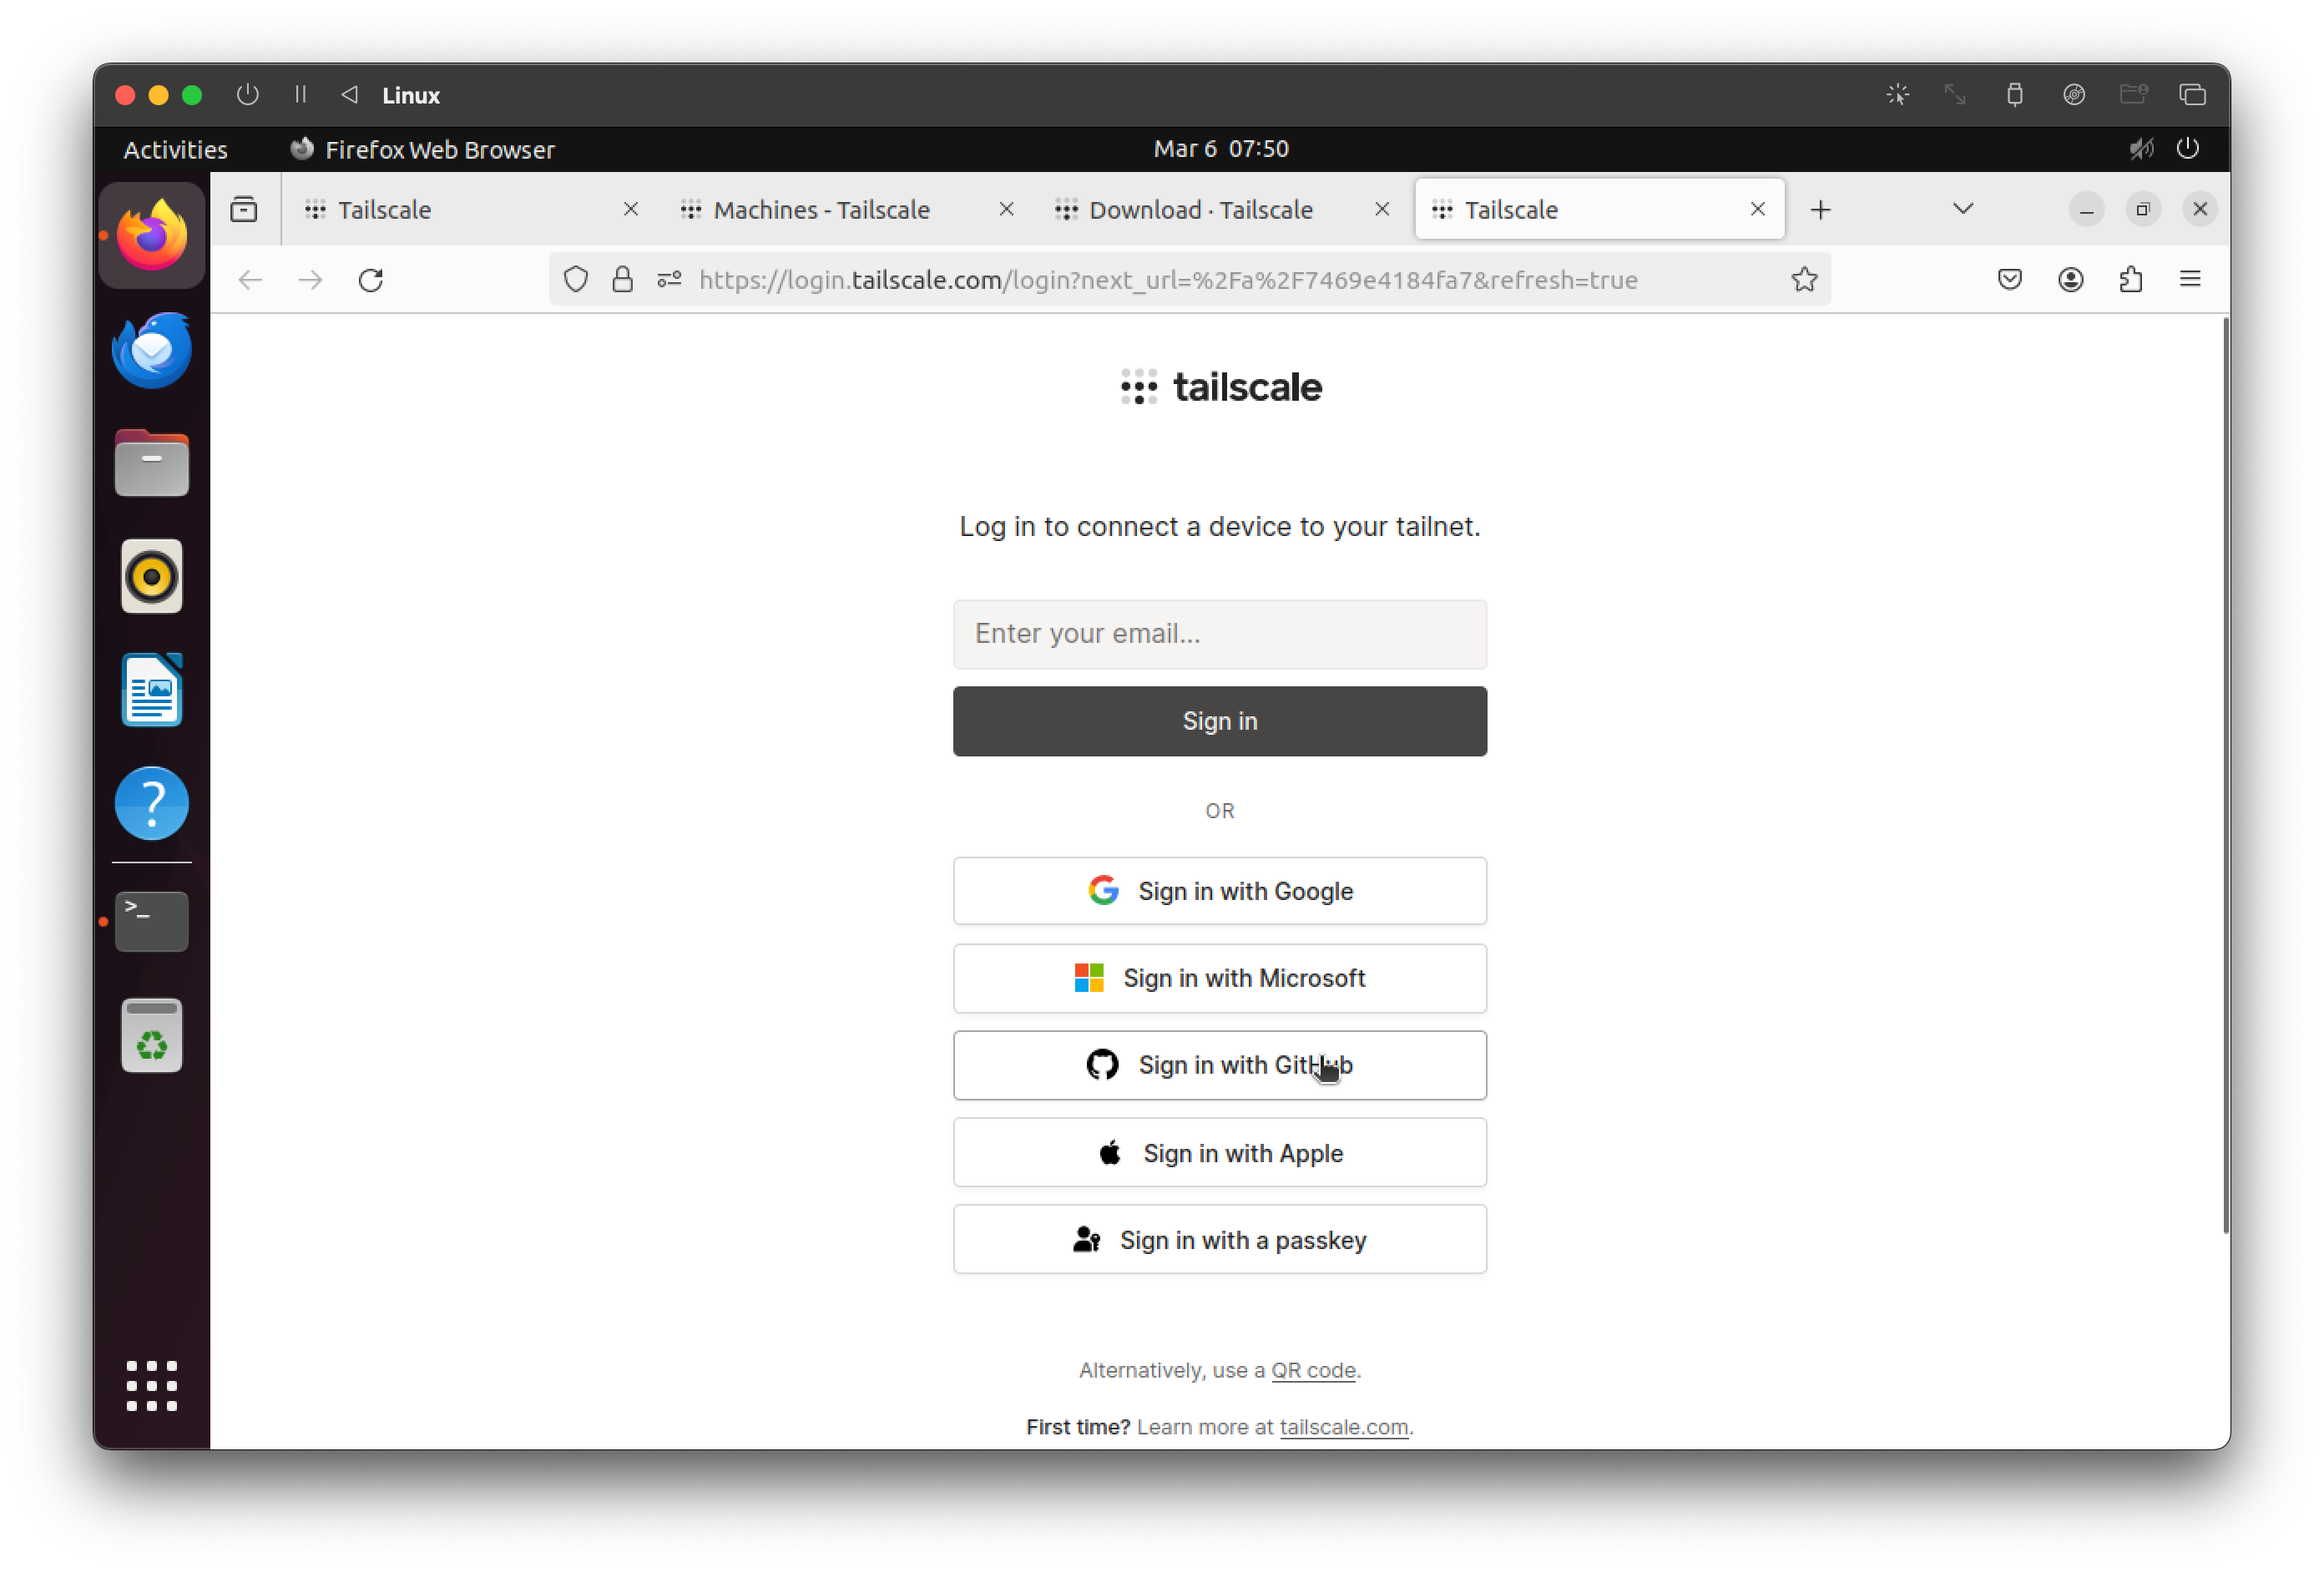 Linux
Activities
Firefox Web Browser
Mar 6 07:50
Tailscale
Machines - Tailscale
Download · Tailscale
Tailscale
https://login.tailscale.com/login?next_url=%2Fa%2F7469e4184fa7&refresh=true
tailscale
Log in to connect a device to your tailnet.
Enter your email...
Sign in
OR
Sign in with Google
Sign in with Microsoft
Sign in with GitHub
Sign in with Apple
Sign in with a passkey
Alternatively, use a QR code.
First time? Learn more at tailscale.com.